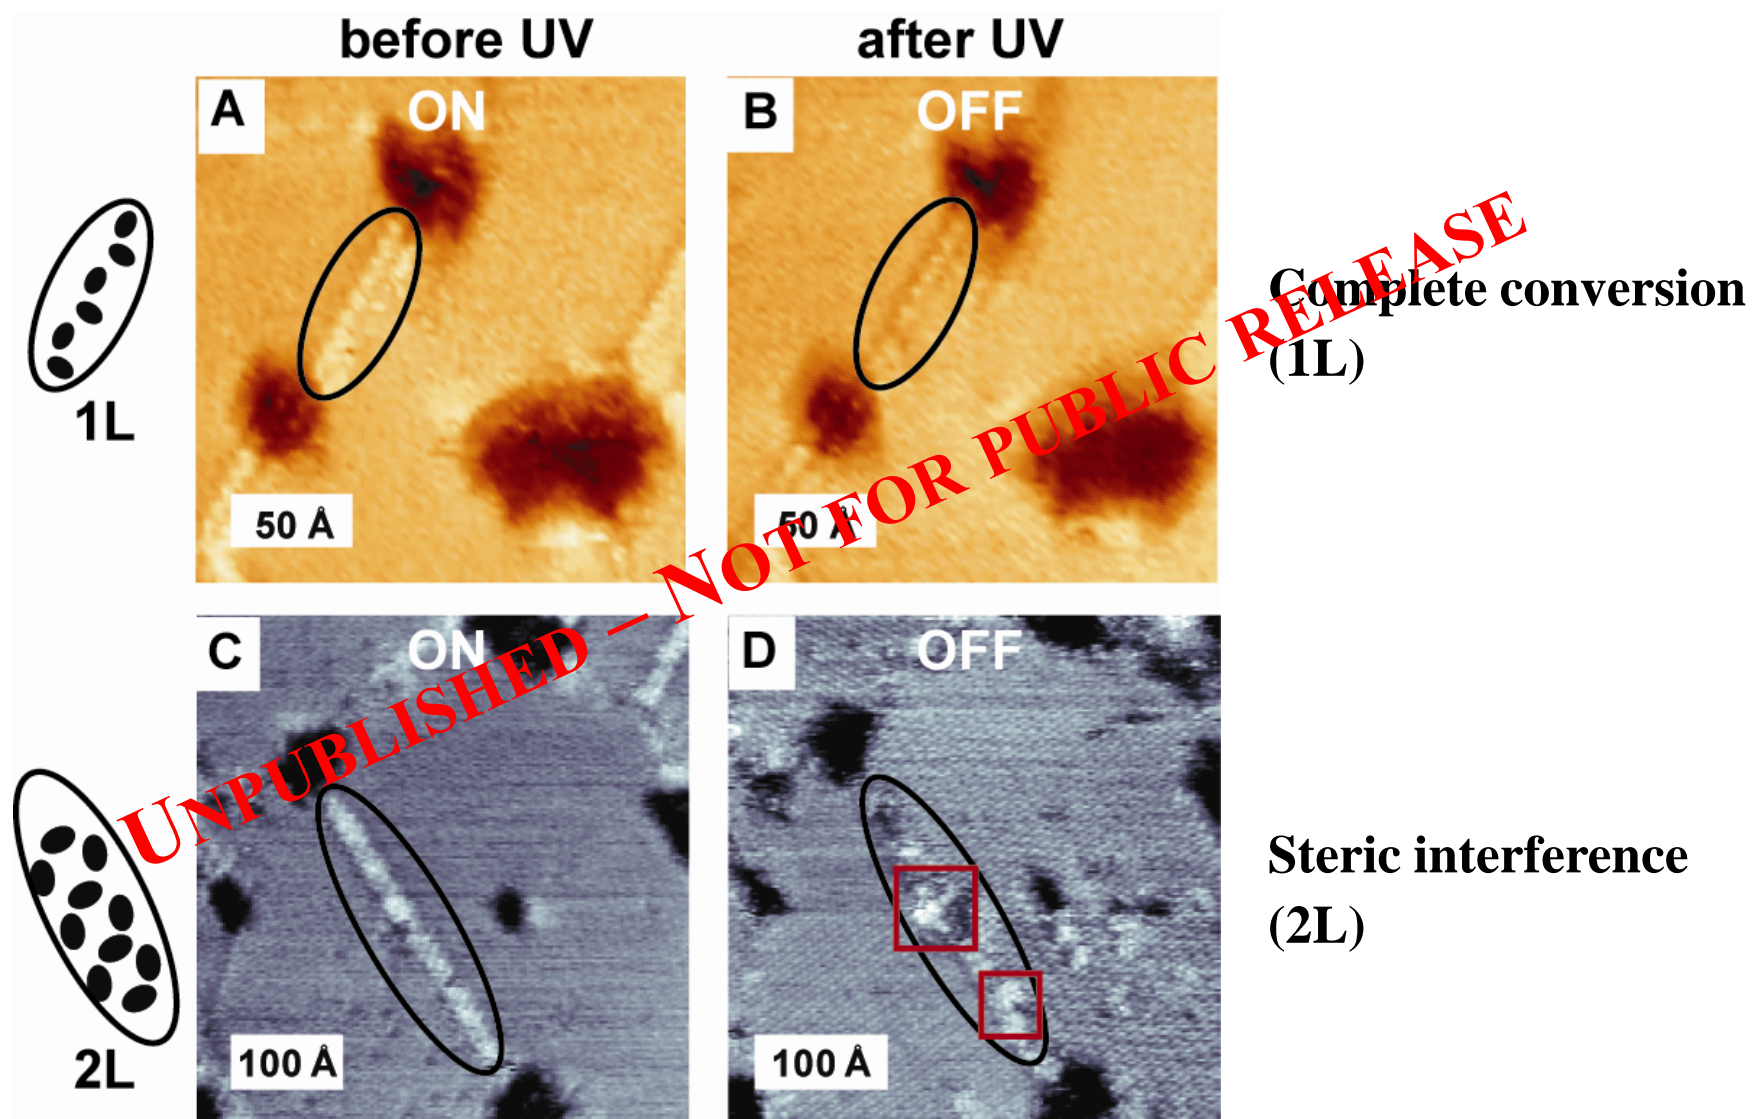 before UV
after UV
A
ON
B
OFF
1L
50 Å
50 Å
Complete conversion
(1L)
UNPUBLISHED – NOT FOR PUBLIC RELEASE
C
ON
D
OFF
2L
100 Å
100 Å
Steric interference
(2L)